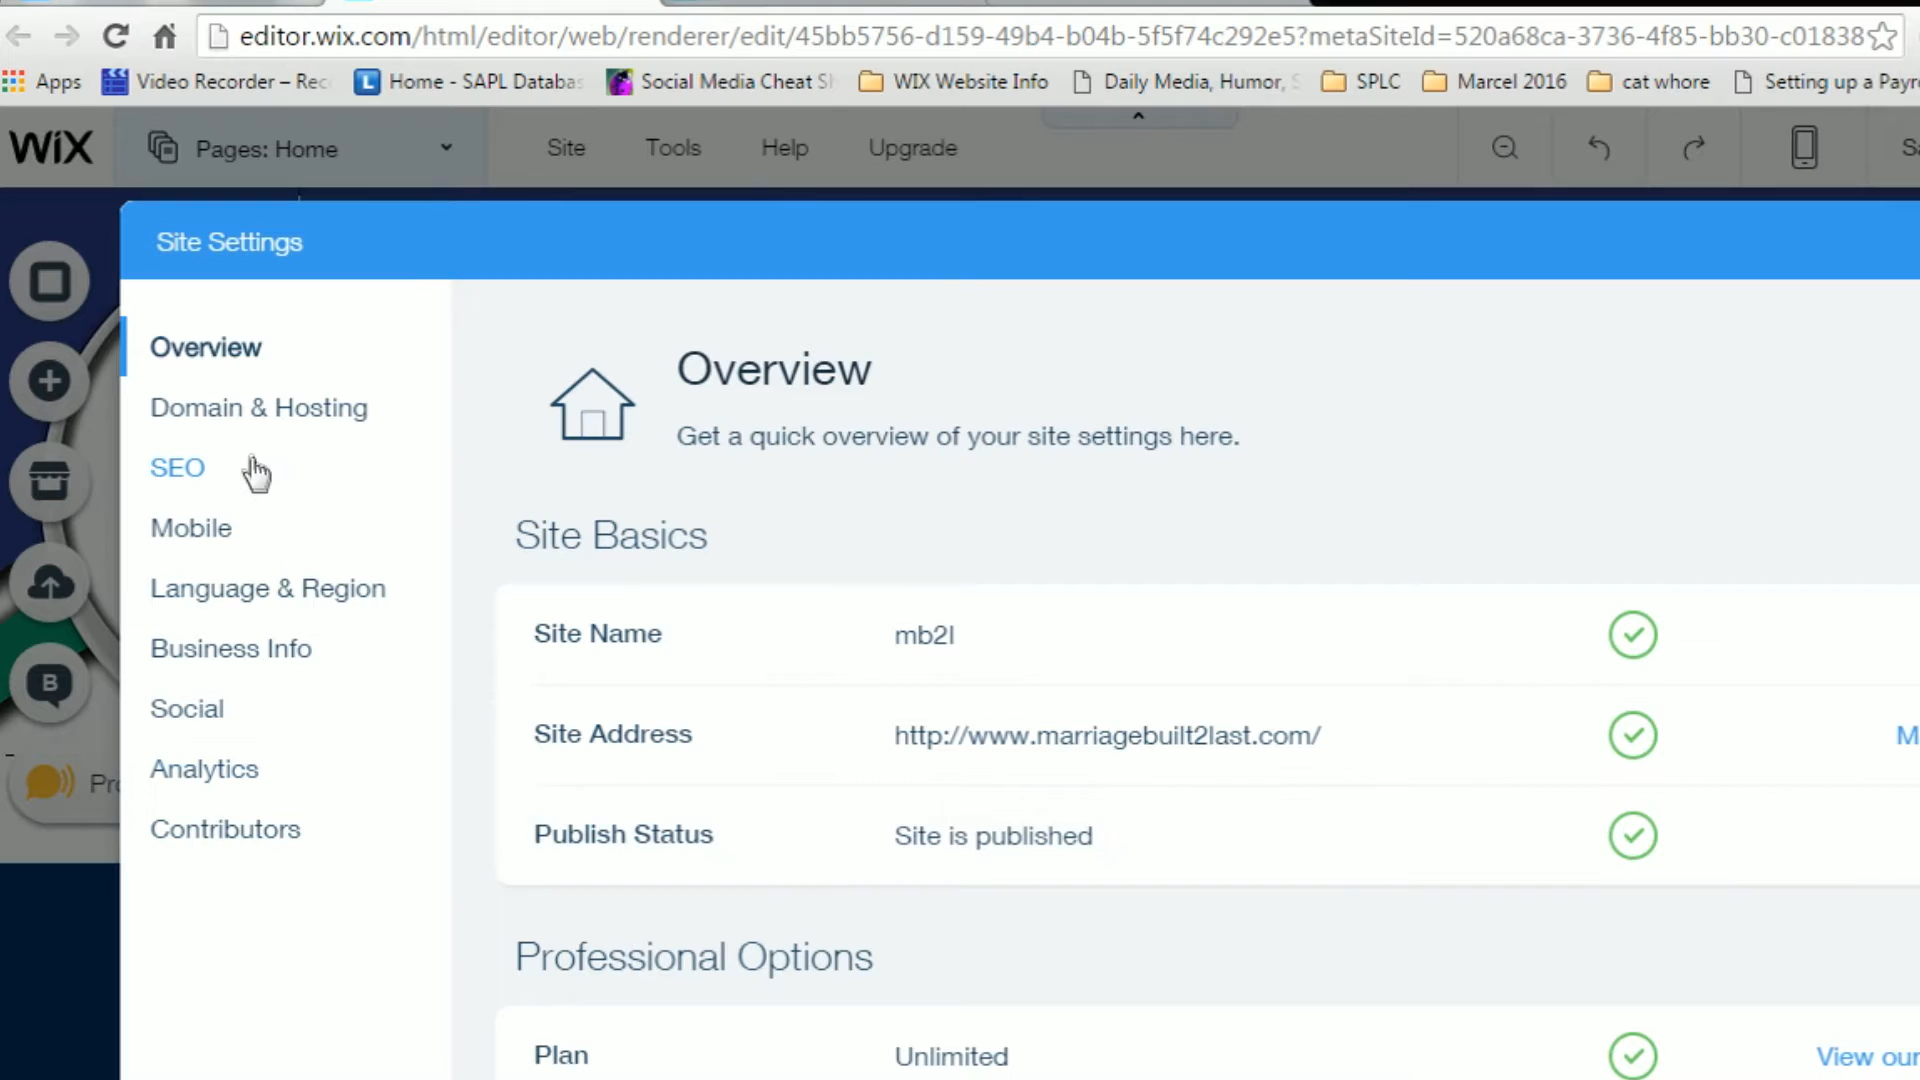 editor.wix.com/html/editor/web/renderer/edit/45bb5756-d159-49b4-b04b-5f5f74c292e5?metaSiteId=520a68ca-3736-4f85-bb30-c01838
Apps Video Recorder – Rec Home - SAPL Databas Social Media Cheat Sh WIX Website Info Daily Media, Humor, S SPLC Marcel 2016 cat whore Setting up a Payr
WiX Pages: Home Site Tools Help Upgrade Sa
Site Settings
Overview
Domain & Hosting
SEO
Mobile
Language & Region
Business Info
Social
Analytics
Contributors
B
Pro
Overview
Get a quick overview of your site settings here.
Site Basics
Site Name mb2l
Site Address http://www.marriagebuilt2last.com/ M
Publish Status Site is published
Professional Options
Plan Unlimited View our